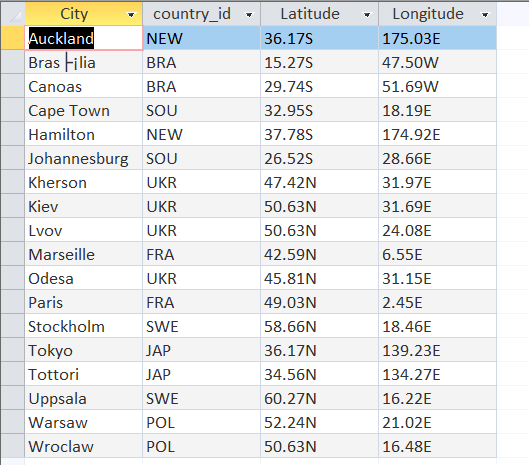 City country_id Latitude Longitude
Auckland NEW 36.17S 175.03E
Bras├¡lia BRA 15.27S 47.50W
Canoas BRA 29.74S 51.69W
Cape Town SOU 32.95S 18.19E
Hamilton NEW 37.78S 174.92E
Johannesburg SOU 26.52S 28.66E
Kherson UKR 47.42N 31.97E
Kiev UKR 50.63N 31.69E
Lvov UKR 50.63N 24.08E
Marseille FRA 42.59N 6.55E
Odesa UKR 45.81N 31.15E
Paris FRA 49.03N 2.45E
Stockholm SWE 58.66N 18.46E
Tokyo JAP 36.17N 139.23E
Tottori JAP 34.56N 134.27E
Uppsala SWE 60.27N 16.22E
Warsaw POL 52.24N 21.02E
Wroclaw POL 50.63N 16.48E